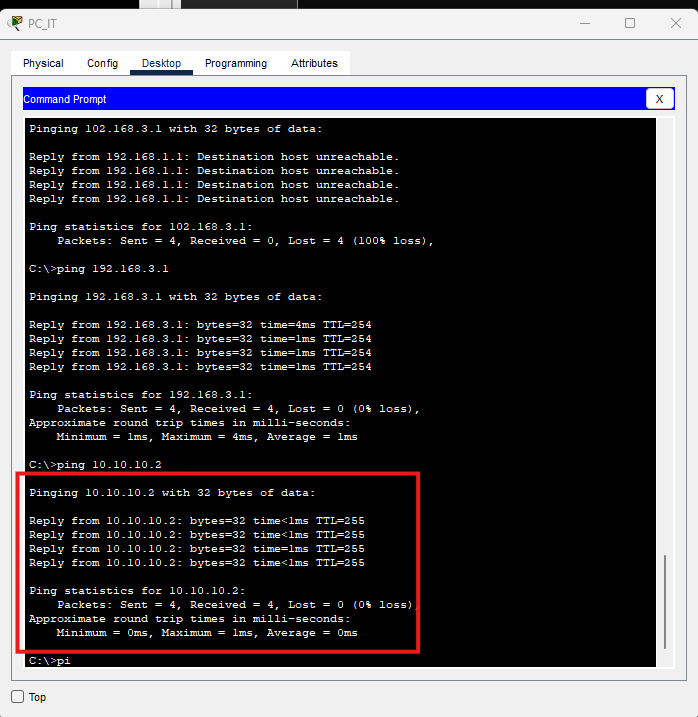 PC_IT
Physical Config Desktop Programming Attributes
Command Prompt X
Pinging 102.168.3.1 with 32 bytes of data:
Reply from 192.168.1.1: Destination host unreachable.
Reply from 192.168.1.1: Destination host unreachable.
Reply from 192.168.1.1: Destination host unreachable.
Reply from 192.168.1.1: Destination host unreachable.
Ping statistics for 102.168.3.1:
Packets: Sent = 4, Received = 0, Lost = 4 (100% loss),
C:\>ping 192.168.3.1
Pinging 192.168.3.1 with 32 bytes of data:
Reply from 192.168.3.1: bytes=32 time=4ms TTL=254
Reply from 192.168.3.1: bytes=32 time=1ms TTL=254
Reply from 192.168.3.1: bytes=32 time=1ms TTL=254
Reply from 192.168.3.1: bytes=32 time=1ms TTL=254
Ping statistics for 192.168.3.1:
Packets: Sent = 4, Received = 4, Lost = 0 (0% loss),
Approximate round trip times in milli-seconds:
Minimum = 1ms, Maximum = 4ms, Average = 1ms
C:\>ping 10.10.10.2
Pinging 10.10.10.2 with 32 bytes of data:
Reply from 10.10.10.2: bytes=32 time<1ms TTL=255
Reply from 10.10.10.2: bytes=32 time<1ms TTL=255
Reply from 10.10.10.2: bytes=32 time=1ms TTL=255
Reply from 10.10.10.2: bytes=32 time<1ms TTL=255
Ping statistics for 10.10.10.2:
Packets: Sent = 4, Received = 4, Lost = 0 (0% loss),
Approximate round trip times in milli-seconds:
Minimum = 0ms, Maximum = 1ms, Average = 0ms
C:\>pi
Top